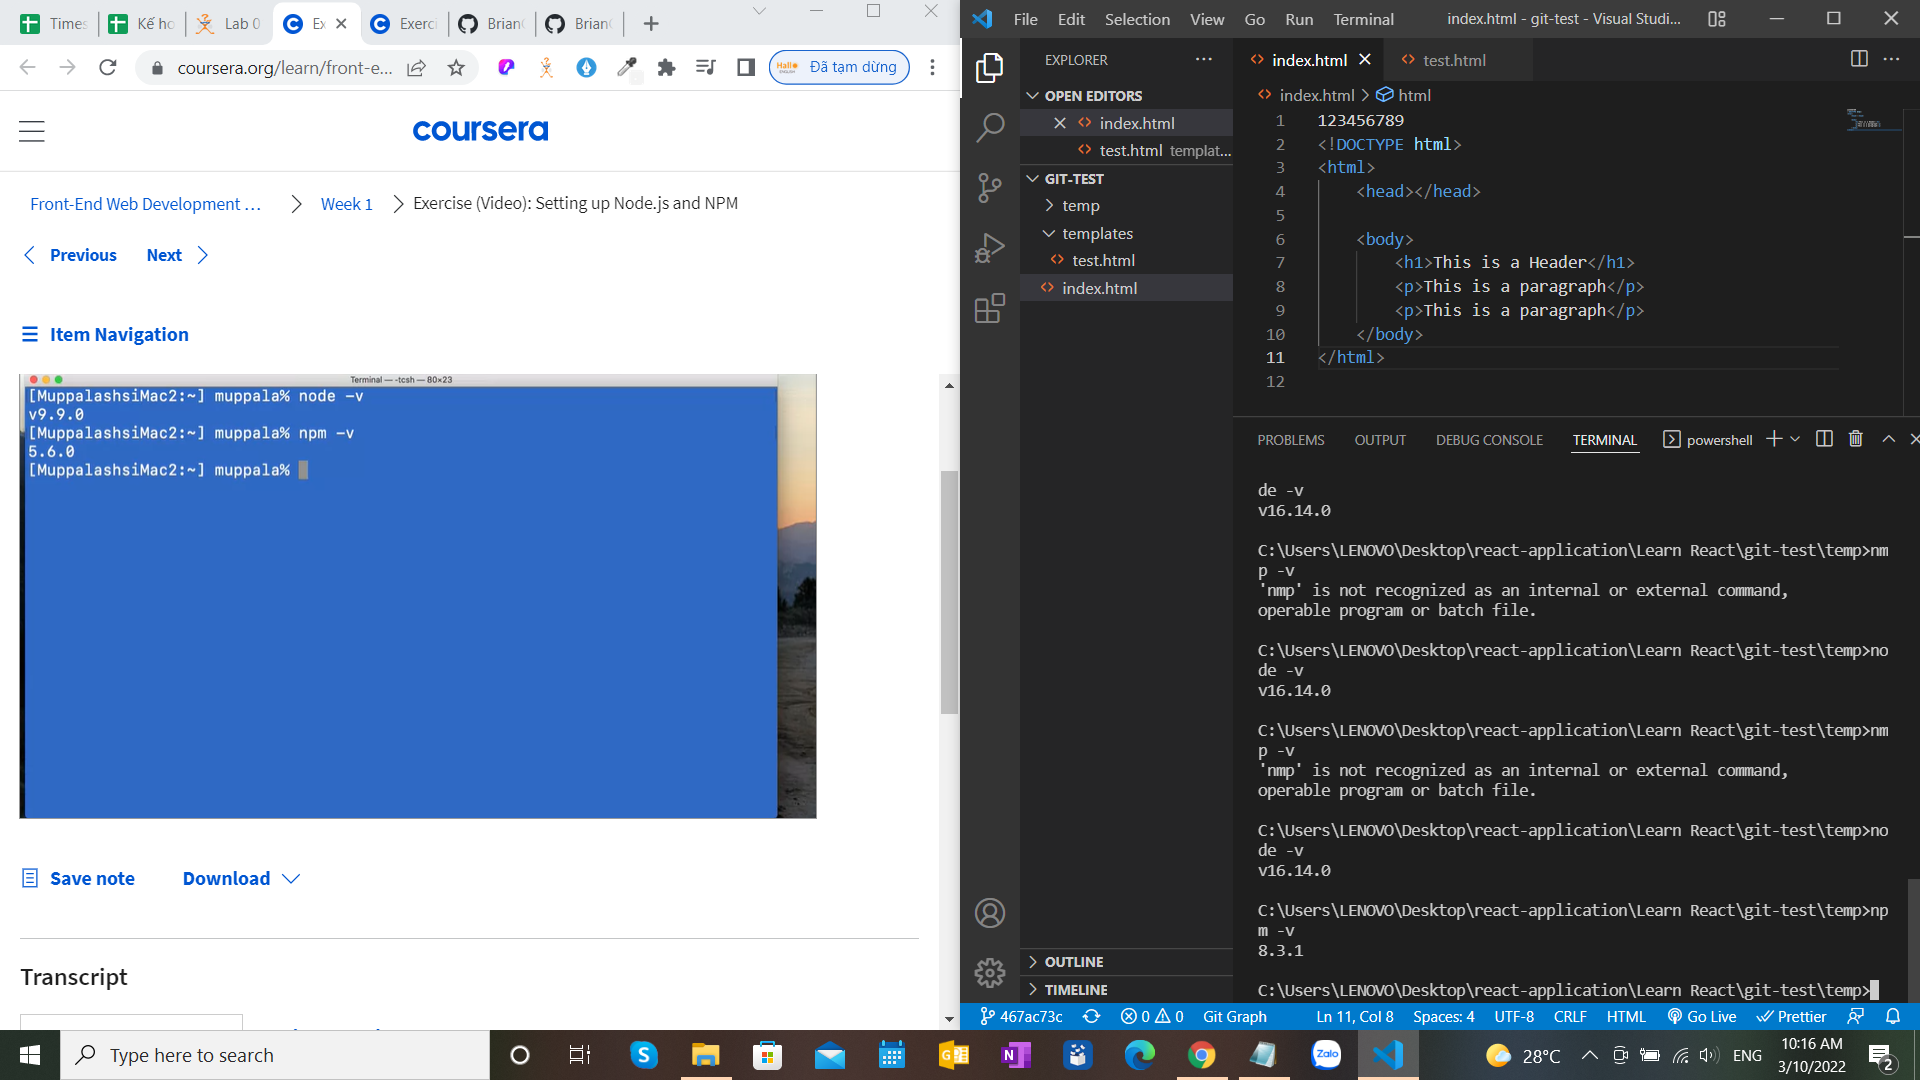 Times
Kế ho
Lab 0
Ex
Exerci
Brian
Brian
coursera.org/learn/front-e...
Hallo
Đã tạm dừng
coursera
Front-End Web Development ...
Week 1
Exercise (Video): Setting up Node.js and NPM
Previous
Next
Item Navigation
Terminal — -tcsh — 80×23
[MuppalashsiMac2:~] muppala% node -v
v9.9.0
[MuppalashsiMac2:~] muppala% npm -v
5.6.0
[MuppalashsiMac2:~] muppala%
Save note
Download
Transcript
File Edit Selection View Go Run Terminal
index.html - git-test - Visual Studi...
EXPLORER
OPEN EDITORS
index.html
test.html templat...
GIT-TEST
temp
templates
test.html
index.html
OUTLINE
TIMELINE
index.html
test.html
index.html > html
1 123456789
2 <!DOCTYPE html>
3 <html>
4 <head></head>
5
6 <body>
7 <h1>This is a Header</h1>
8 <p>This is a paragraph</p>
9 <p>This is a paragraph</p>
10 </body>
11 </html>
12
PROBLEMS OUTPUT DEBUG CONSOLE TERMINAL
powershell
de -v
v16.14.0
C:\Users\LENOVO\Desktop\react-application\Learn React\git-test\temp>nm
p -v
'nmp' is not recognized as an internal or external command,
operable program or batch file.
C:\Users\LENOVO\Desktop\react-application\Learn React\git-test\temp>no
de -v
v16.14.0
C:\Users\LENOVO\Desktop\react-application\Learn React\git-test\temp>nm
p -v
'nmp' is not recognized as an internal or external command,
operable program or batch file.
C:\Users\LENOVO\Desktop\react-application\Learn React\git-test\temp>no
de -v
v16.14.0
C:\Users\LENOVO\Desktop\react-application\Learn React\git-test\temp>np
m -v
8.3.1
C:\Users\LENOVO\Desktop\react-application\Learn React\git-test\temp>
467ac73c
0 0
Git Graph
Ln 11, Col 8
Spaces: 4
UTF-8
CRLF
HTML
Go Live
Prettier
Type here to search
Zalo
28°C
ENG
10:16 AM
3/10/2022
2